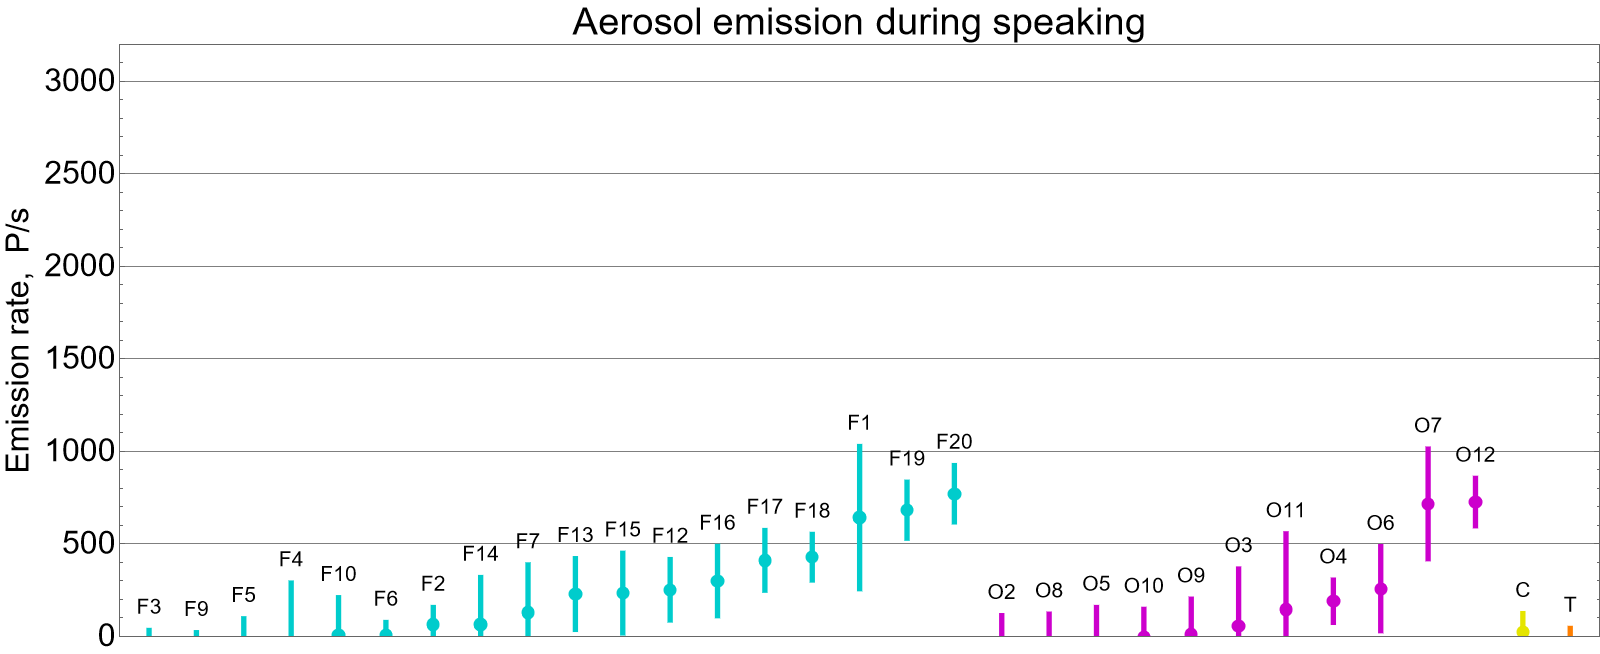 Aerosol emission during speaking
Emission rate, P/s
3000
2500
2000
1500
1000
500
0
F3 F9 F5 F4 F10 F6 F2 F14 F7 F13 F15 F12 F16 F17 F18 F1 F19 F20 O2 O8 O5 O10 O9 O3 O11 O4 O6 O7 O12 C T